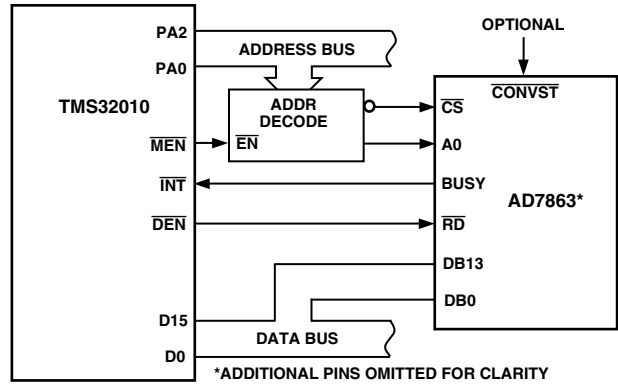 PA2
ADDRESS BUS
OPTIONAL
PA0
CONVST
TMS32010
ADDR
DECODE
CS
MEN
EN
A0
INT
BUSY
AD7863*
DEN
RD
DB13
DB0
D15
DATA BUS
D0
*ADDITIONAL PINS OMITTED FOR CLARITY